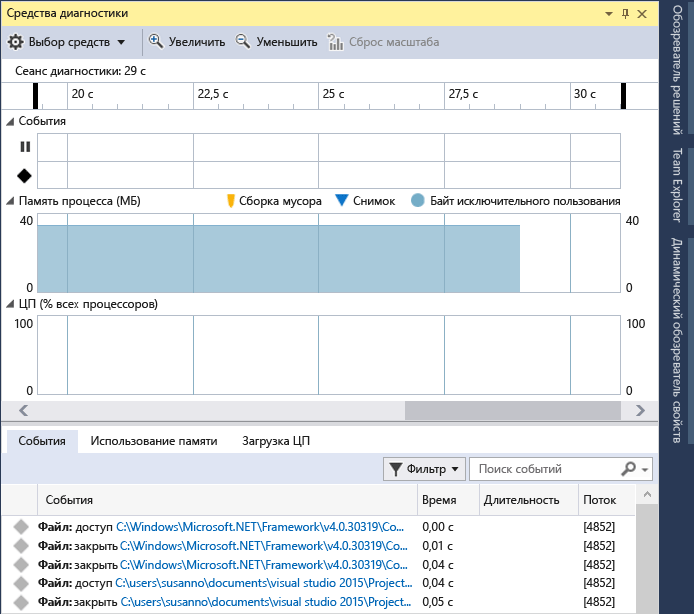 Средства диагностики
Выбор средств Увеличить Уменьшить Сброс масштаба
Сеанс диагностики: 29 с
20 с 22,5 с 25 с 27,5 с 30 с
События
Память процесса (МБ) Сборка мусора Снимок Байт исключительного пользования
40 40
0 0
ЦП (% всех процессоров)
100 100
0 0
События Использование памяти Загрузка ЦП
Фильтр Поиск событий
События Время Длительность Поток
Файл: доступ C:\Windows\Microsoft.NET\Framework\v4.0.30319\Co... 0,00 с [4852]
Файл: закрыть C:\Windows\Microsoft.NET\Framework\v4.0.30319\Co... 0,01 с [4852]
Файл: закрыть C:\Windows\Microsoft.NET\Framework\v4.0.30319\Co... 0,04 с [4852]
Файл: доступ C:\users\susanno\documents\visual studio 2015\Project... 0,04 с [4852]
Файл: закрыть C:\users\susanno\documents\visual studio 2015\Project... 0,05 с [4852]
Обозреватель решений
Team Explorer
Динамический обозреватель свойств